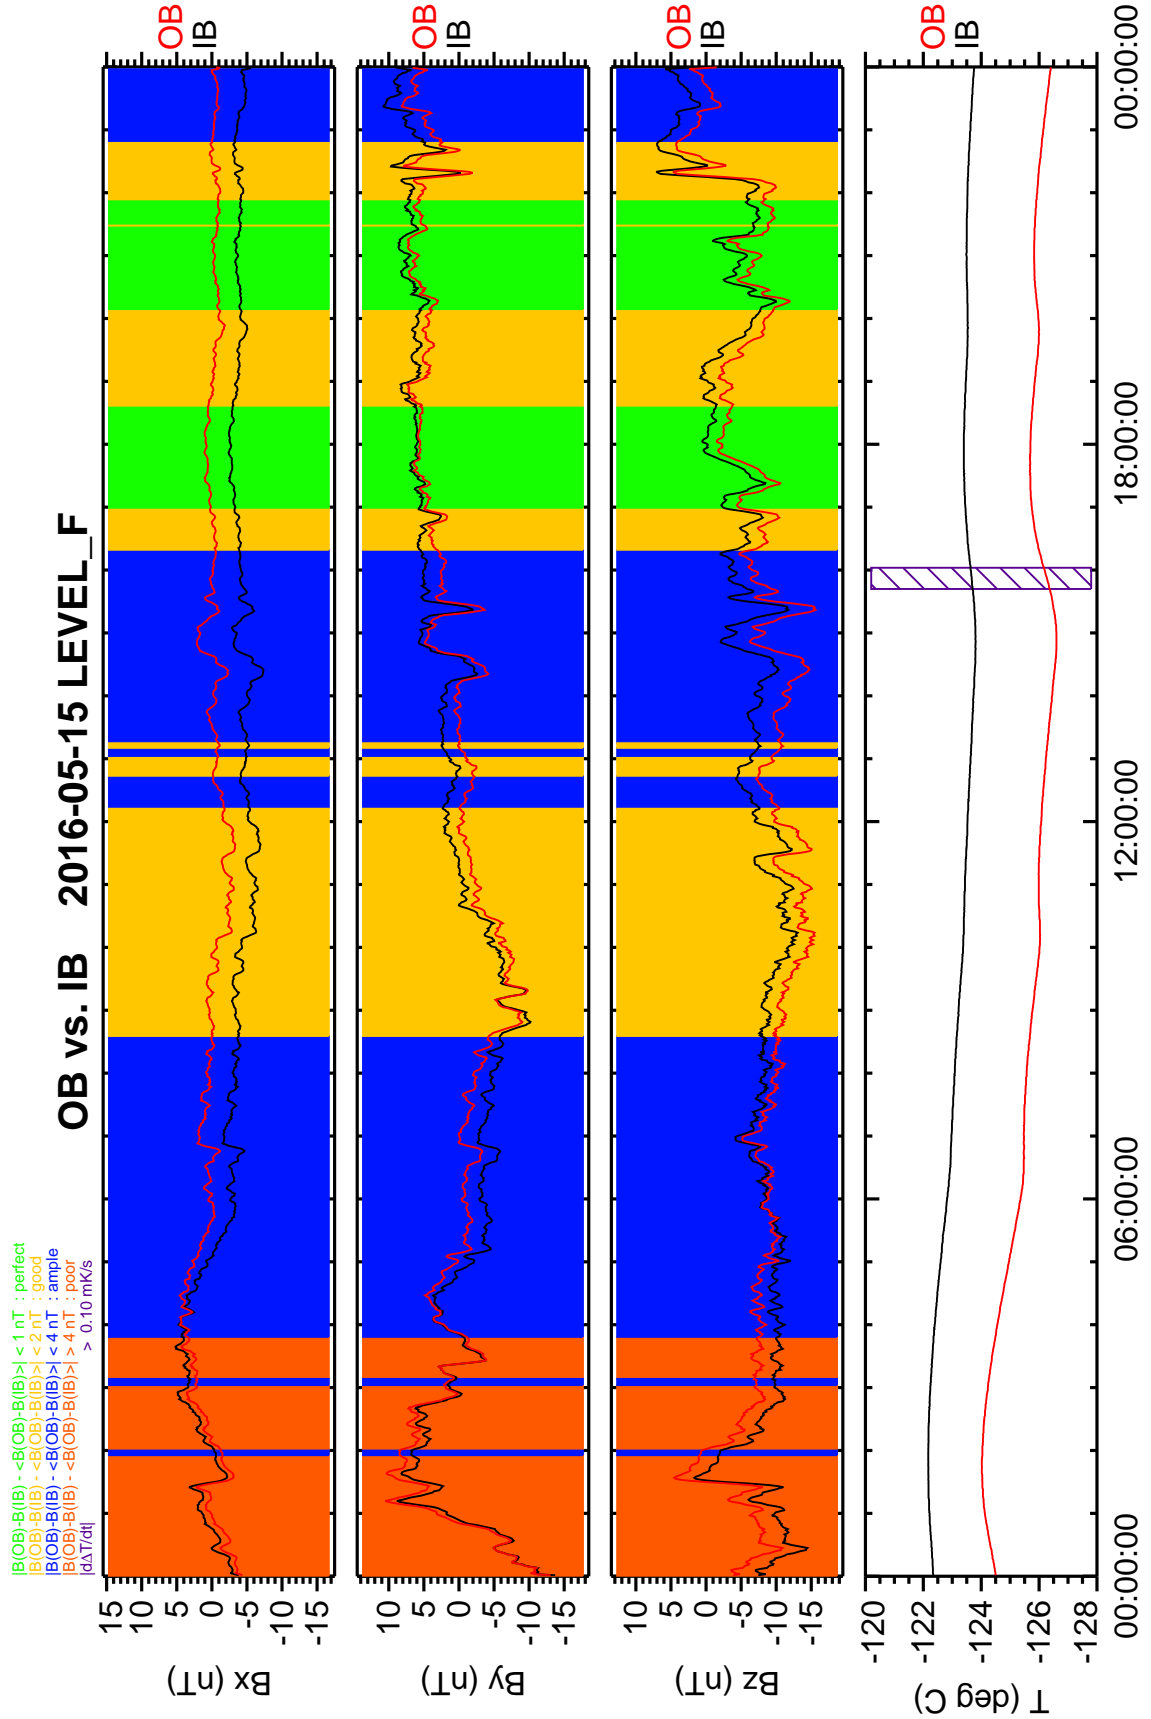 |B(OB)-B(IB) - <B(OB)-B(IB)>| < 1 nT : perfect
|B(OB)-B(IB) - <B(OB)-B(IB)>| < 2 nT : good
|B(OB)-B(IB) - <B(OB)-B(IB)>| < 4 nT : ample
|B(OB)-B(IB) - <B(OB)-B(IB)>| > 4 nT : poor
|dΔT/dt| > 0.10 mK/s
OB vs. IB 2016-05-15 LEVEL_F
Bx (nT)
15
10
5
0
-5
-10
-15
OB
IB
By (nT)
10
5
0
-5
-10
-15
OB
IB
Bz (nT)
10
5
0
-5
-10
-15
OB
IB
T (deg C)
-120
-122
-124
-126
-128
OB
IB
00:00:00
06:00:00
12:00:00
18:00:00
00:00:00